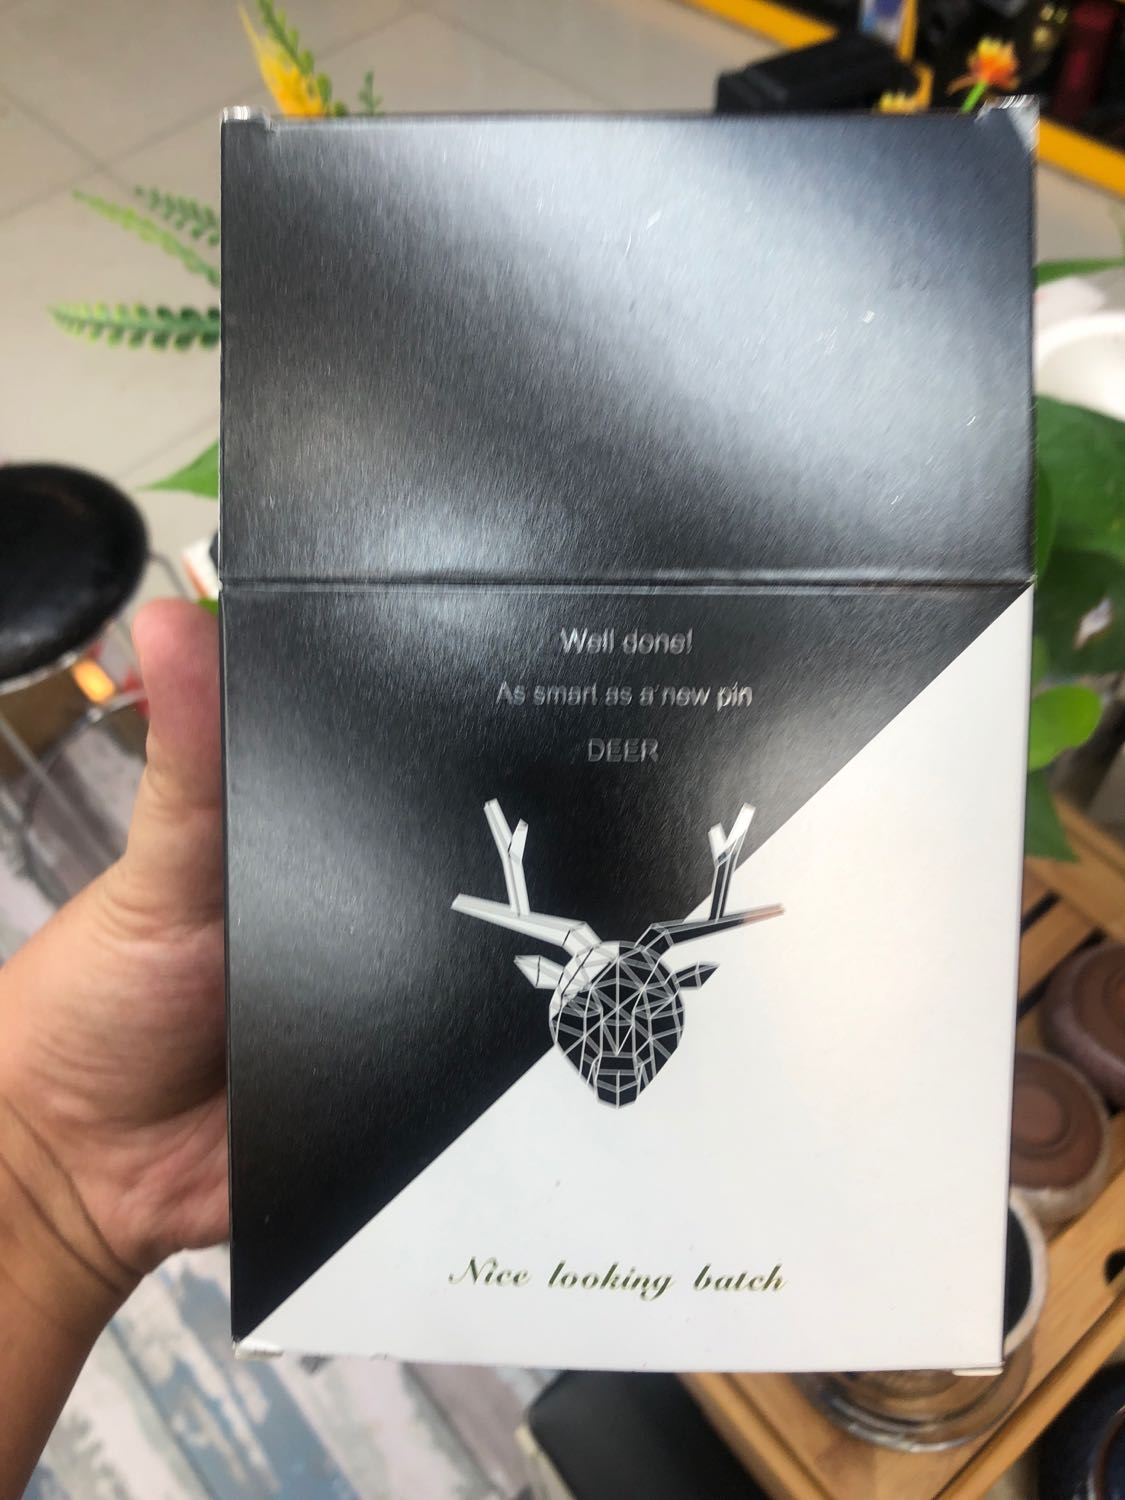 Well done!
As smart as a new pin
DEER
Nice looking batch